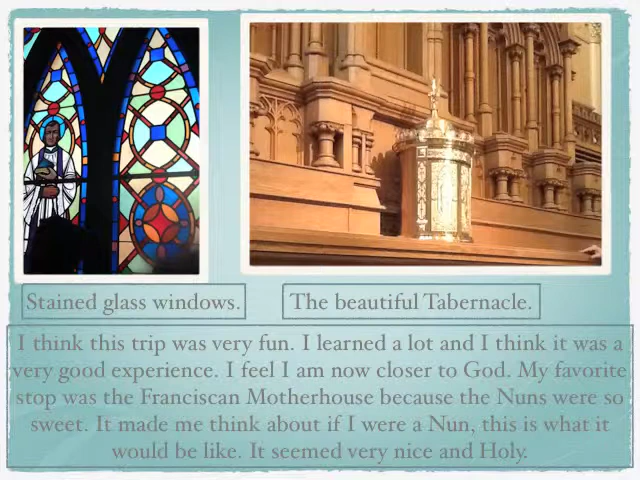 Stained glass windows.
The beautiful Tabernacle.
I think this trip was very fun. I learned a lot and I think it was a
very good experience. I feel I am now closer to God. My favorite
stop was the Franciscan Motherhouse because the Nuns were so
sweet. It made me think about if I were a Nun, this is what it
would be like. It seemed very nice and Holy.